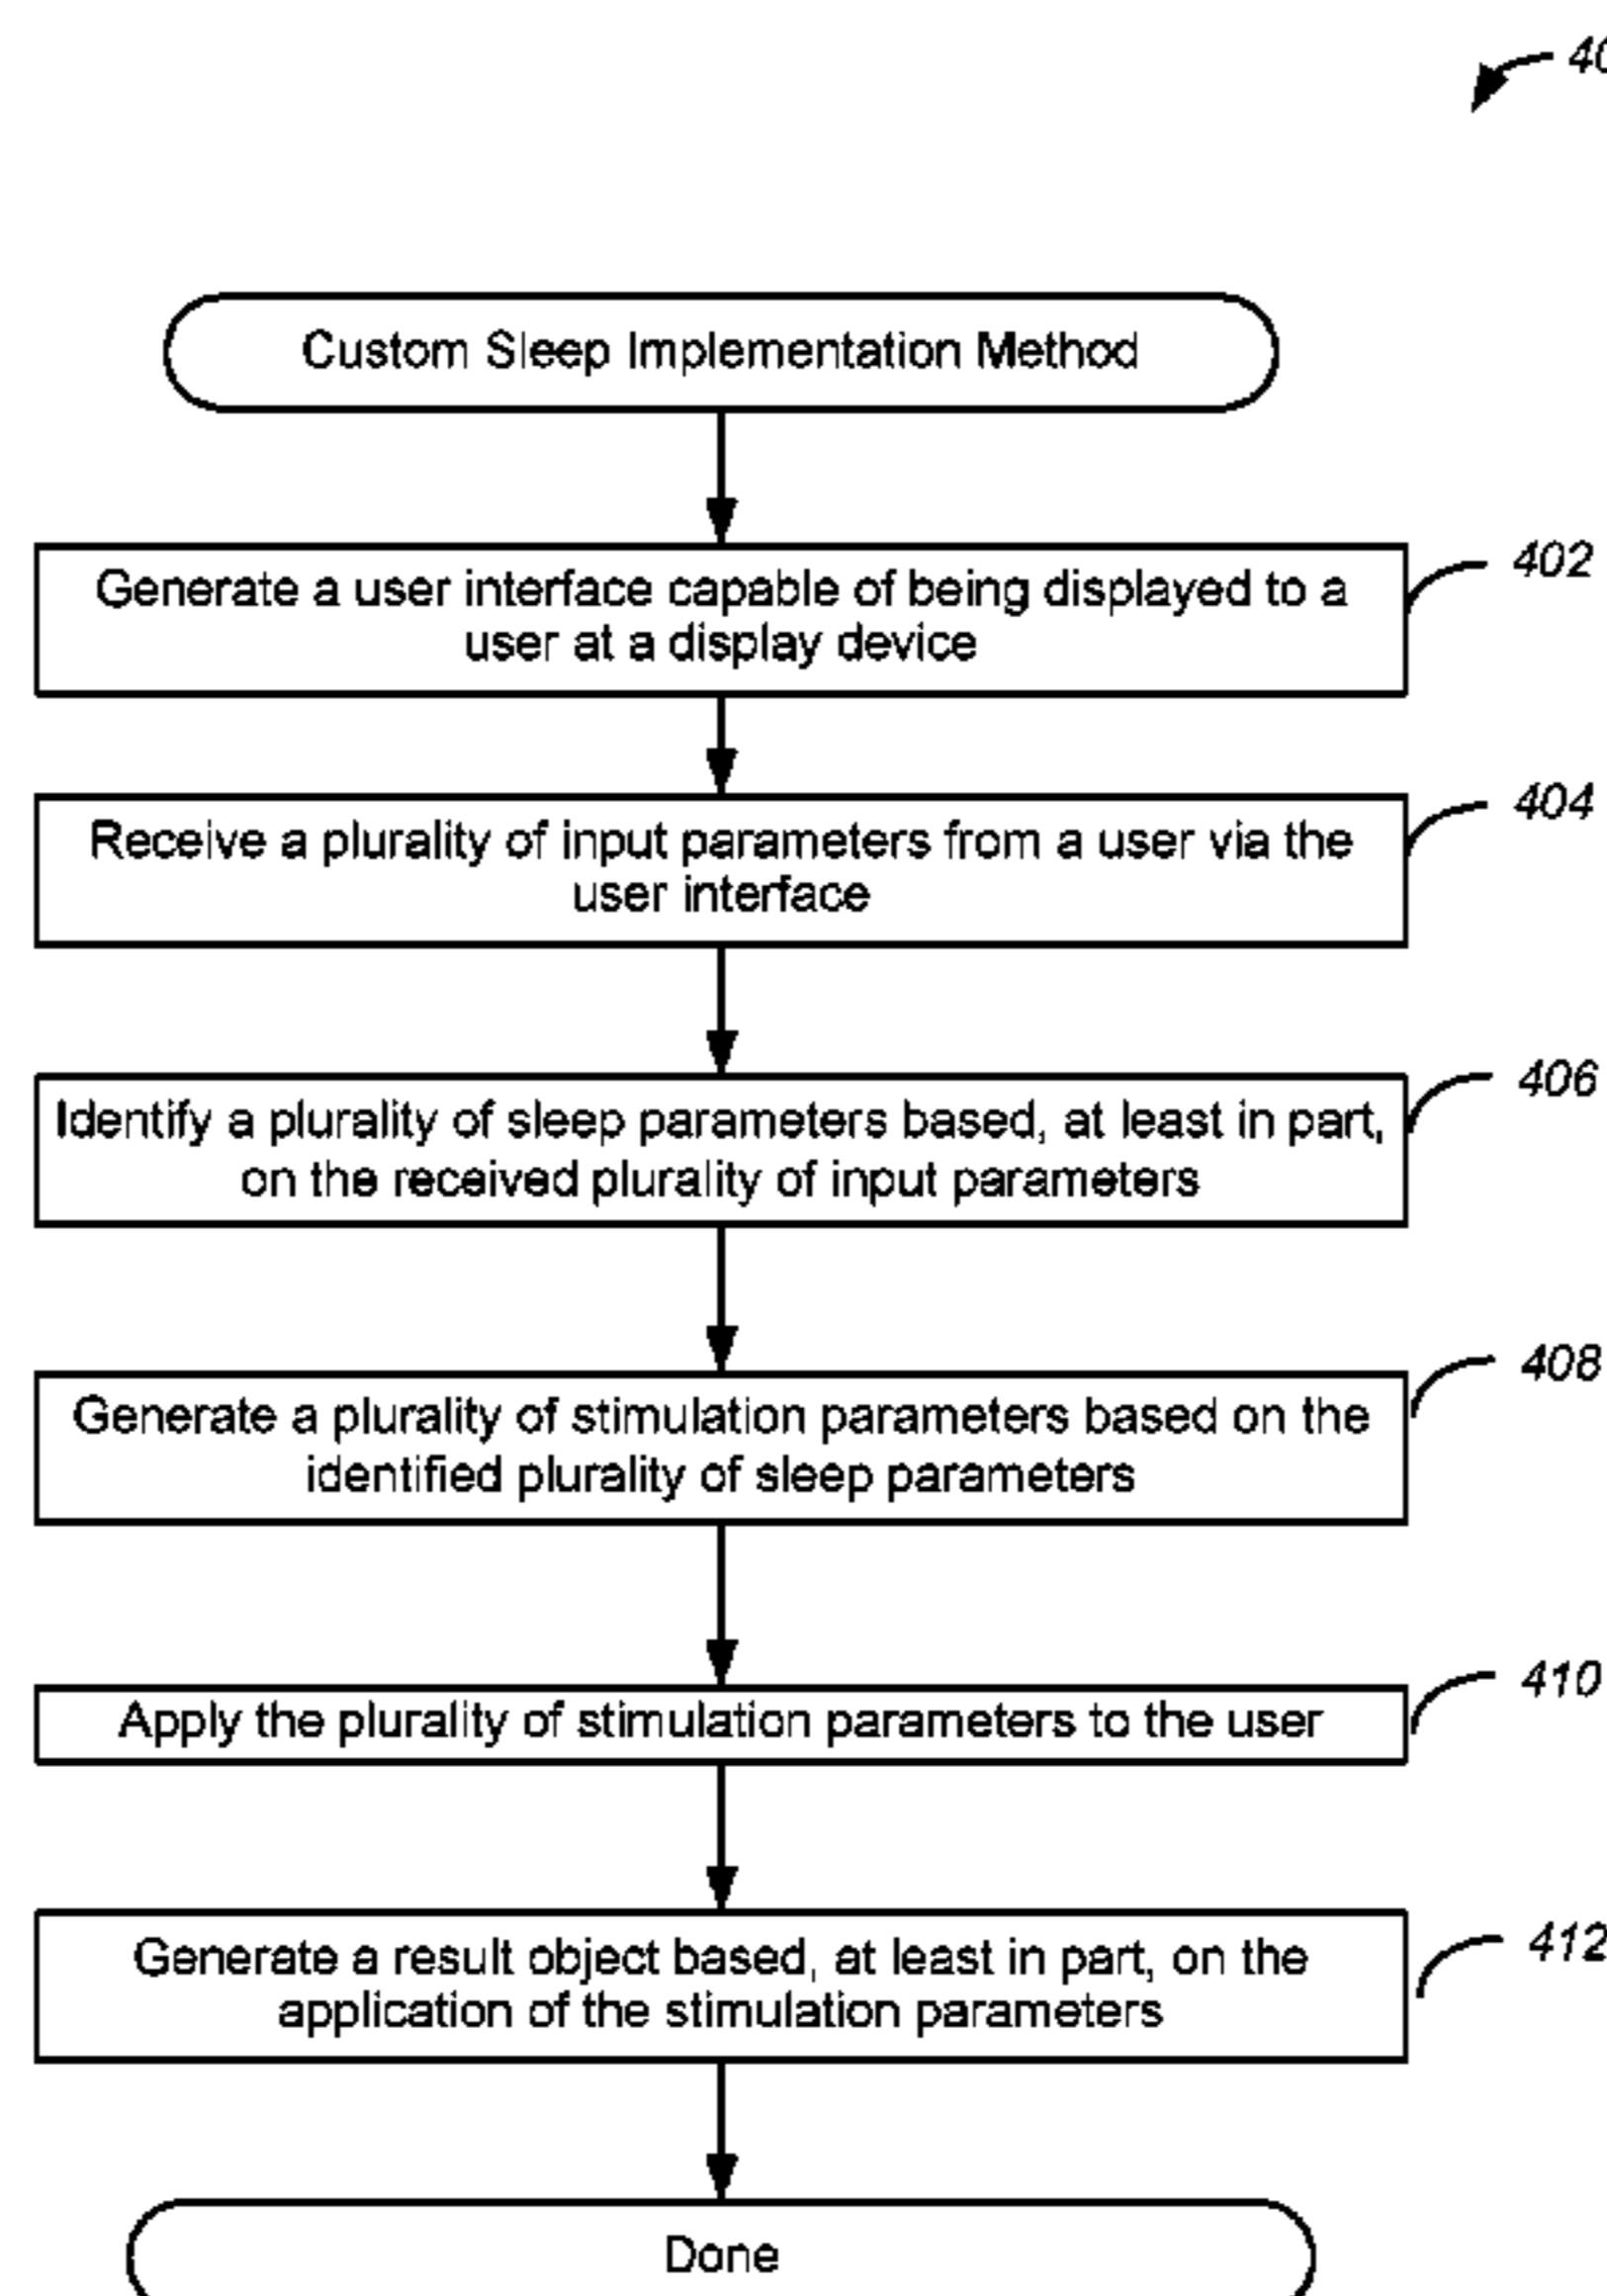 Custom Sleep Implementation Method
402
Generate a user interface capable of being displayed to a
user at a display device
404
Receive a plurality of input parameters from a user via the
user interface
406
Identify a plurality of sleep parameters based, at least in part,
on the received plurality of input parameters
408
Generate a plurality of stimulation parameters based on the
identified plurality of sleep parameters
410
Apply the plurality of stimulation parameters to the user
412
Generate a result object based, at least in part, on the
application of the stimulation parameters
Done